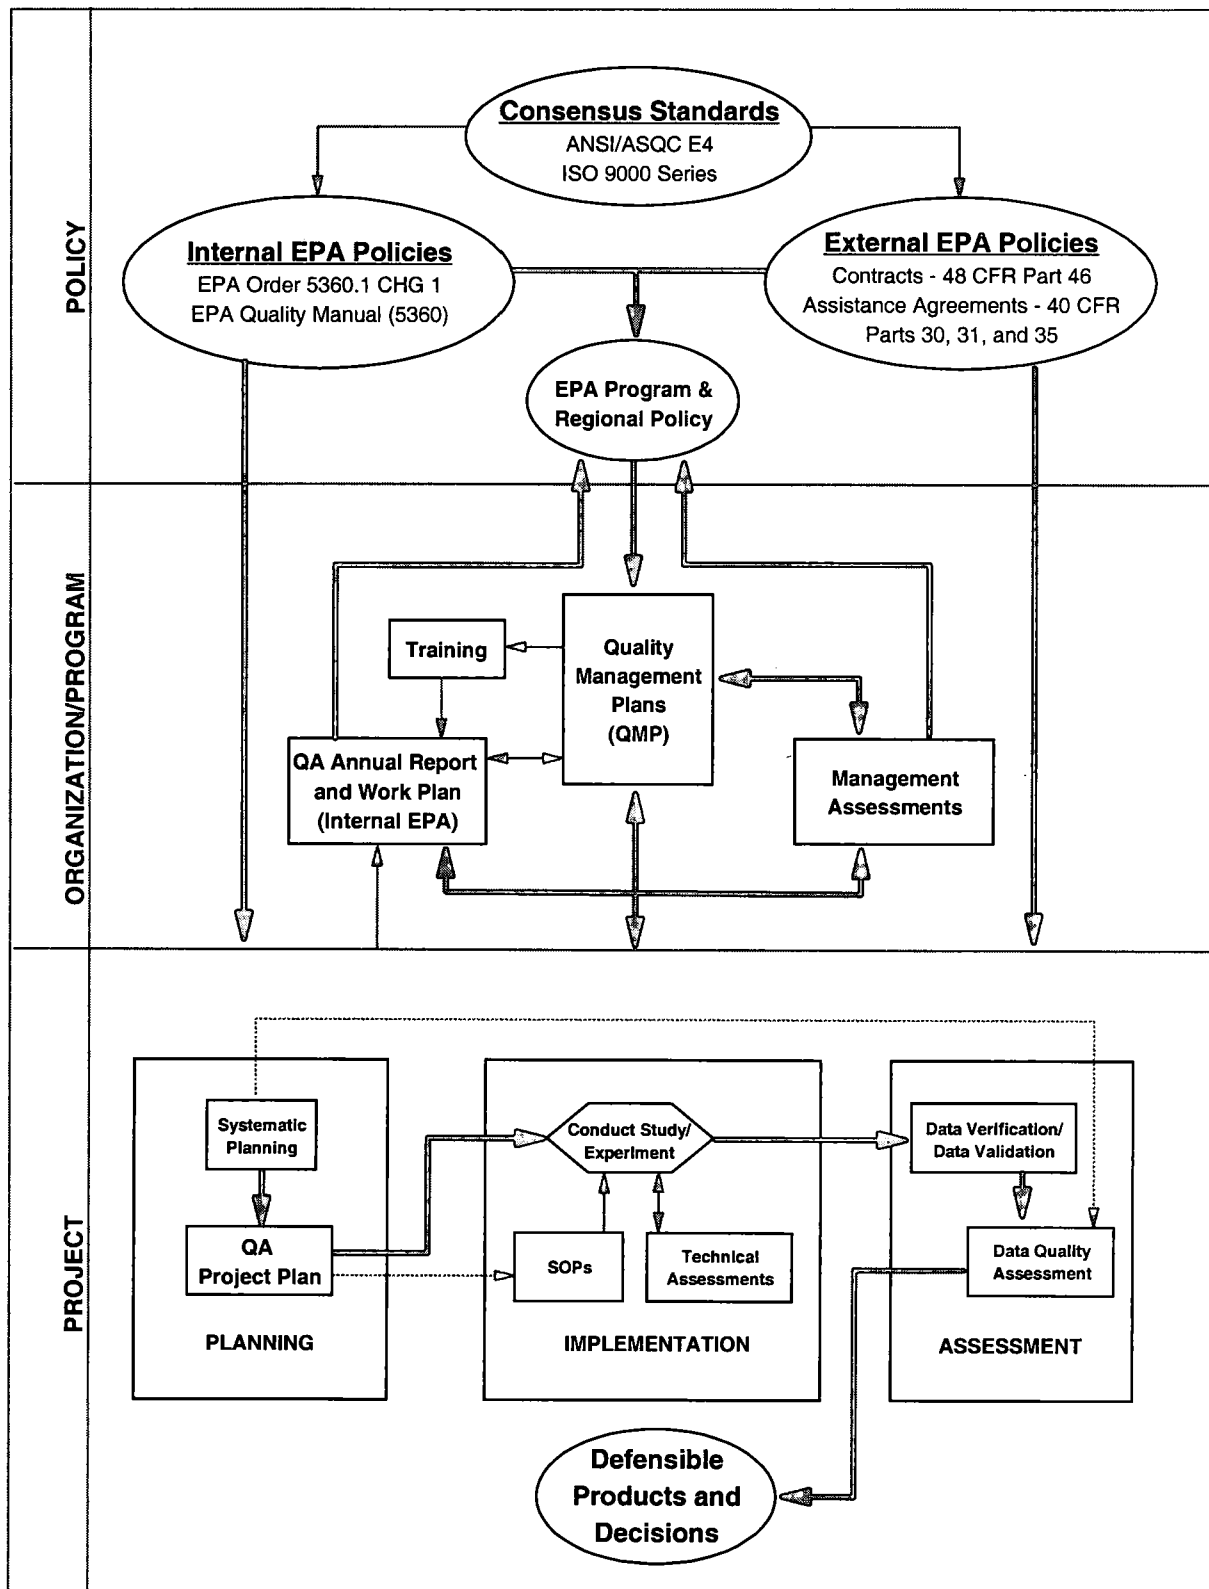 POLICY
Consensus Standards
ANSI/ASQC E4
ISO 9000 Series
Internal EPA Policies
EPA Order 5360.1 CHG 1
EPA Quality Manual (5360)
External EPA Policies
Contracts - 48 CFR Part 46
Assistance Agreements - 40 CFR
Parts 30, 31, and 35
EPA Program &
Regional Policy
ORGANIZATION/PROGRAM
Training
Quality
Management
Plans
(QMP)
QA Annual Report
and Work Plan
(Internal EPA)
Management
Assessments
PROJECT
Systematic
Planning
QA
Project Plan
PLANNING
Conduct Study/
Experiment
SOPs
Technical
Assessments
IMPLEMENTATION
Data Verification/
Data Validation
Data Quality
Assessment
ASSESSMENT
Defensible
Products and
Decisions